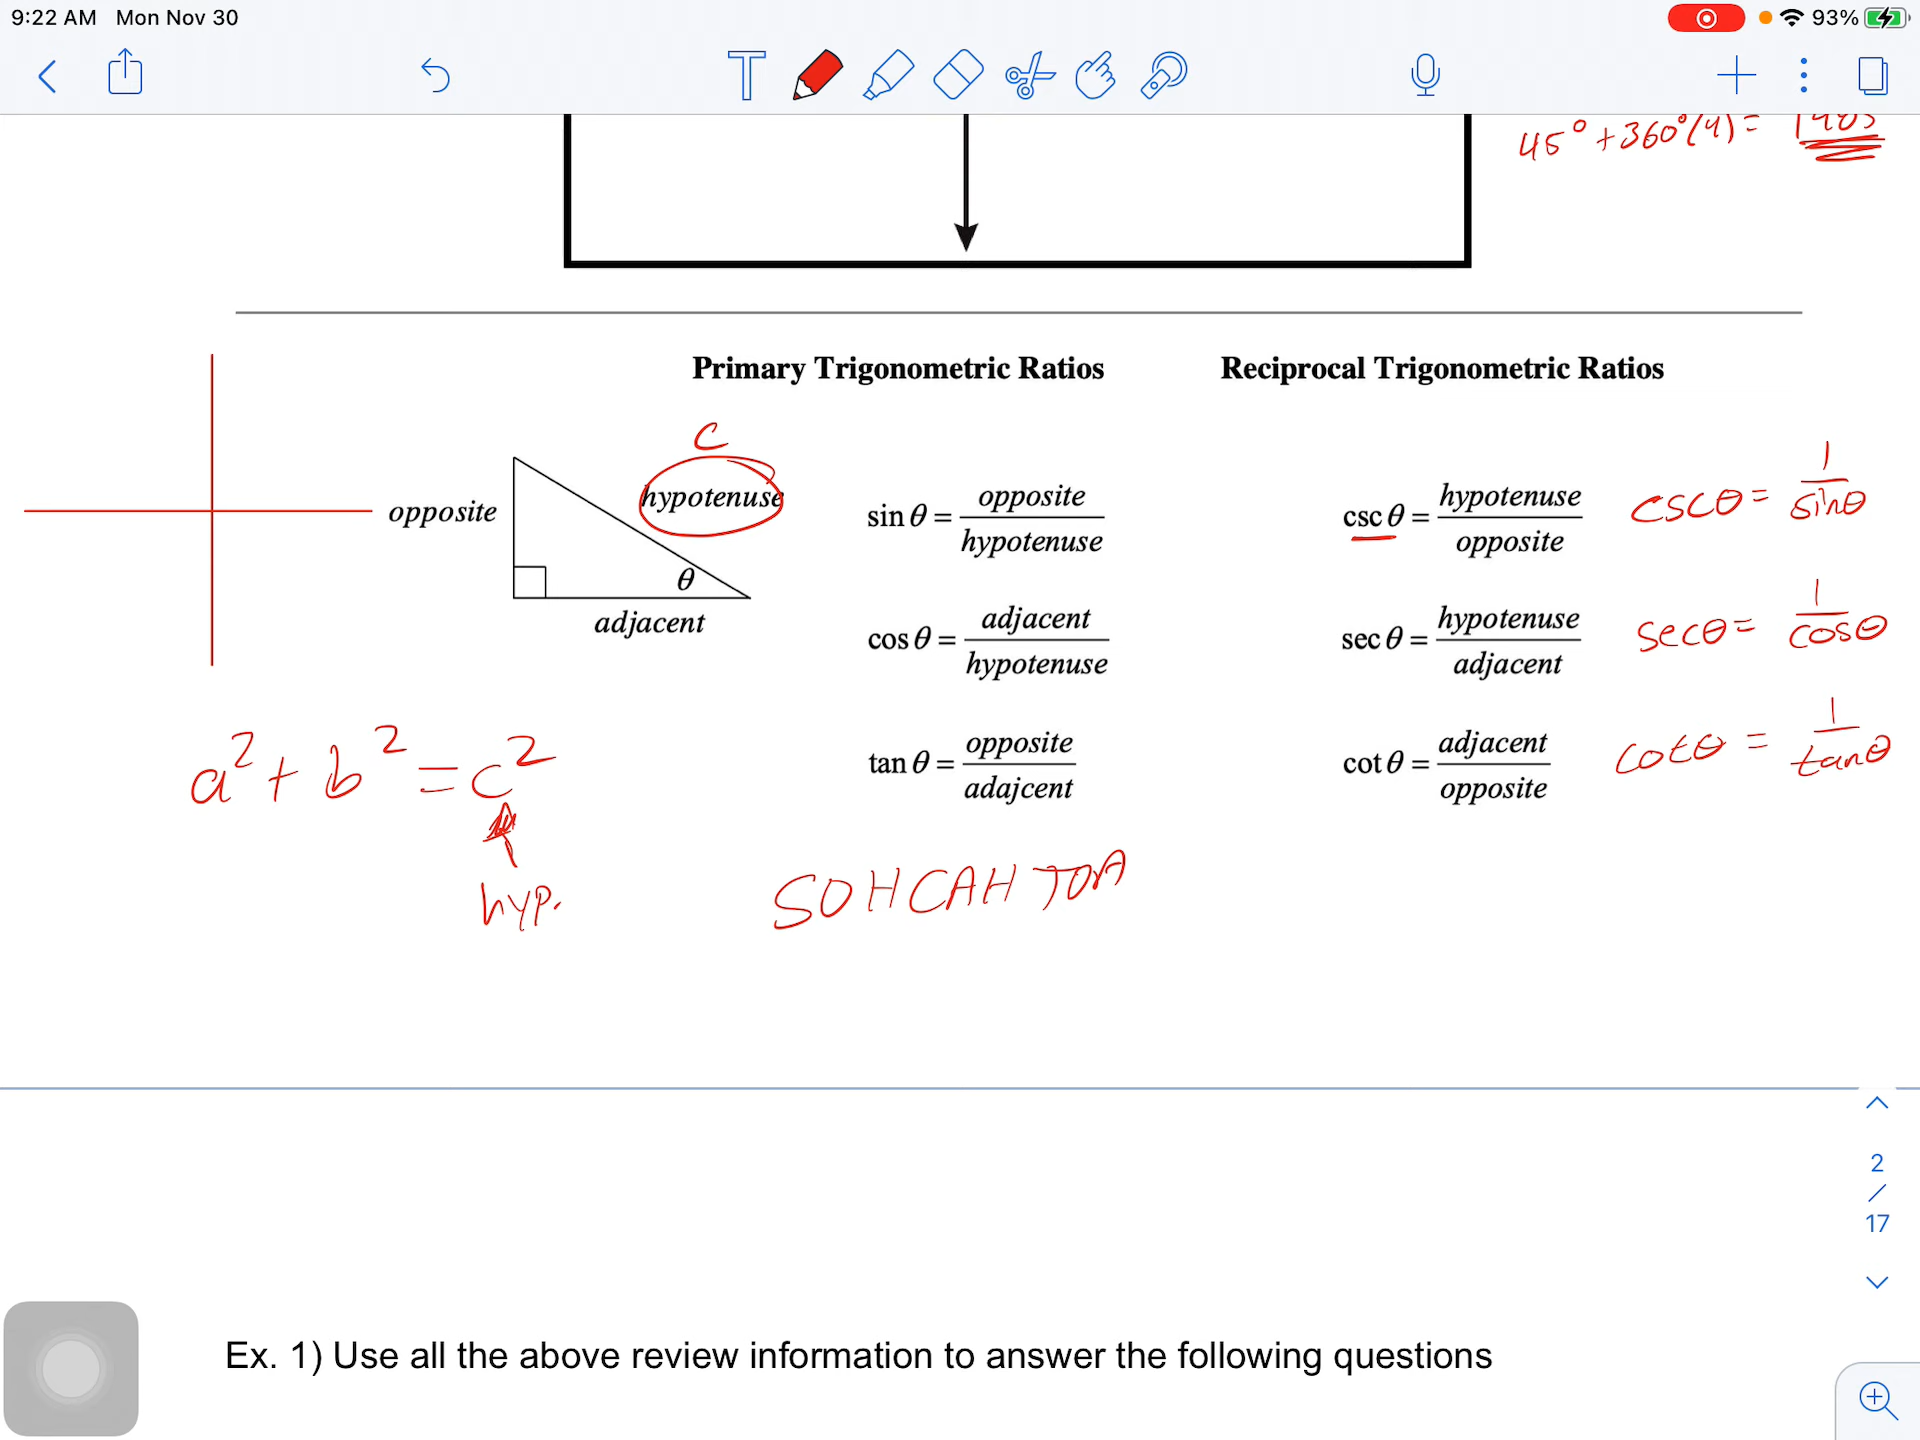 9:22 AM Mon Nov 30
93%
45° + 360°(4) =
Primary Trigonometric Ratios
Reciprocal Trigonometric Ratios
c
opposite
hypotenuse
θ
adjacent
sin θ = opposite / hypotenuse
csc θ = hypotenuse / opposite
cscθ = 1 / sinθ
cos θ = adjacent / hypotenuse
sec θ = hypotenuse / adjacent
secθ = 1 / cosθ
tan θ = opposite / adajcent
cot θ = adjacent / opposite
cotθ = 1 / tanθ
a² + b² = c²
hyp.
SOHCAH TOA
2
/
17
Ex. 1) Use all the above review information to answer the following questions